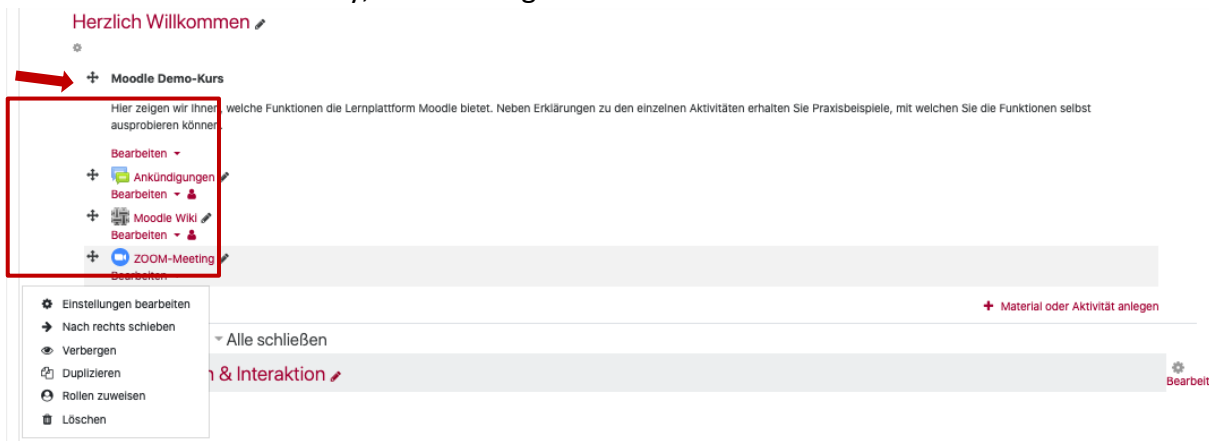 Herzlich Willkommen
Moodle Demo-Kurs
Hier zeigen wir Ihnen, welche Funktionen die Lernplattform Moodle bietet. Neben Erklärungen zu den einzelnen Aktivitäten erhalten Sie Praxisbeispiele, mit welchen Sie die Funktionen selbst
ausprobieren können.
Bearbeiten
Ankündigungen
Bearbeiten
Moodle Wiki
Bearbeiten
ZOOM-Meeting
Bearbeiten
Einstellungen bearbeiten
Material oder Aktivität anlegen
Nach rechts schieben
Alle schließen
Verbergen
Duplizieren
n & Interaktion
Bearbeit
Rollen zuweisen
Löschen